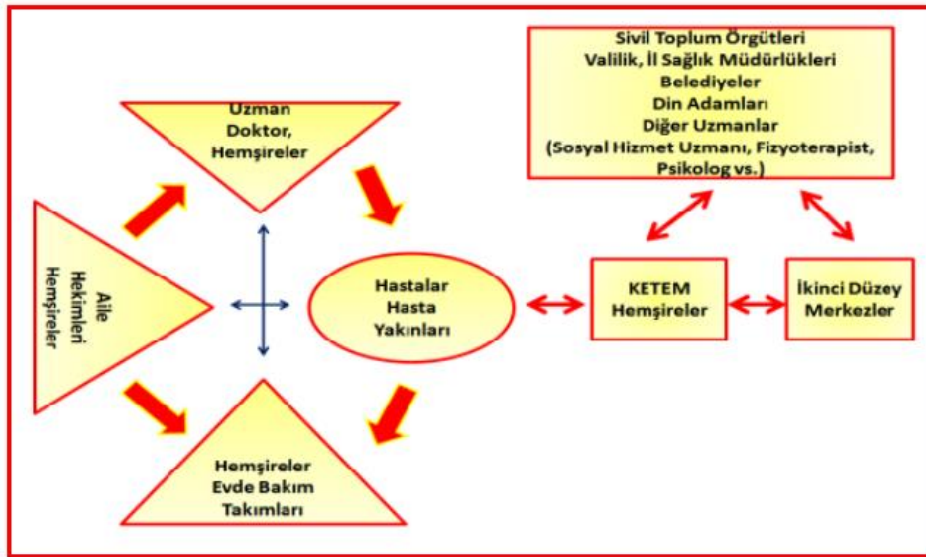 Sivil Toplum Örgütleri
Valilik, İl Sağlık Müdürlükleri
Belediyeler
Din Adamları
Diğer Uzmanlar
(Sosyal Hizmet Uzmanı, Fizyoterapist,
Psikolog vs.)
Uzman
Doktor,
Hemşireler
Aile
Hekimleri
Hemşireler
Hastalar
Hasta
Yakınları
KETEM
Hemşireler
İkinci Düzey
Merkezler
Hemşireler
Evde Bakım
Takımları